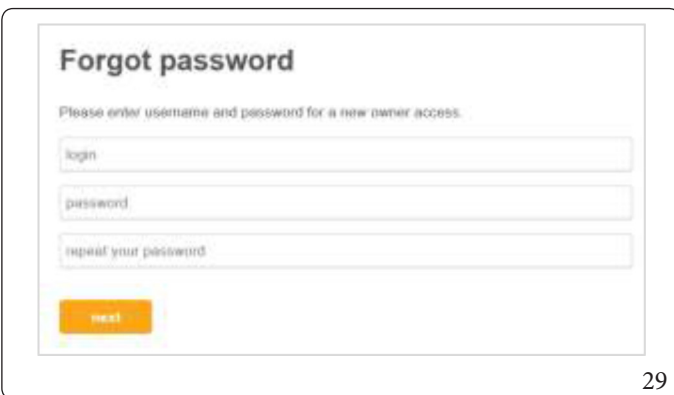 Forgot password
Please enter username and password for a new owner access.
login
password
repeat your password
next
29